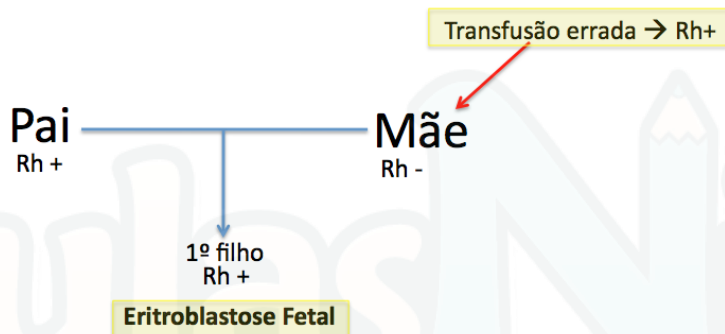 Transfusão errada → Rh+
Pai
Rh +
Mãe
Rh -
1º filho
Rh +
Eritroblastose Fetal